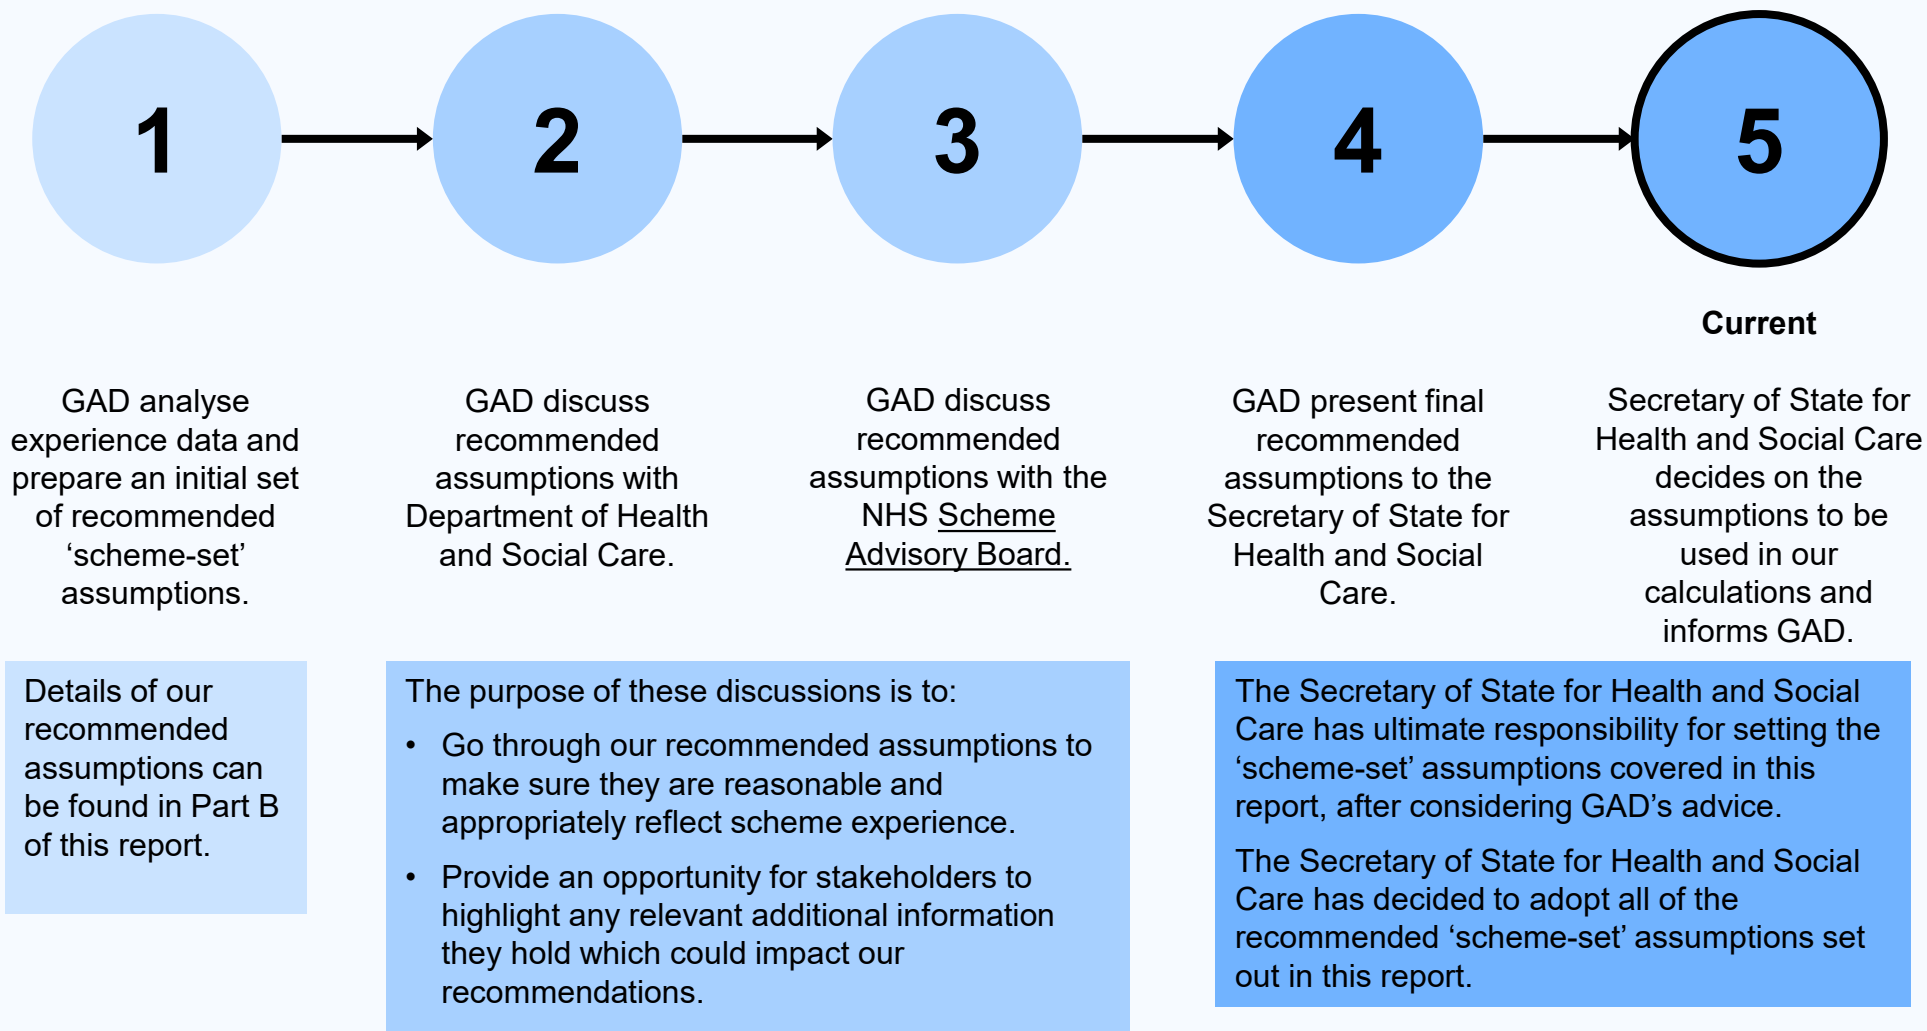 1
2
3
4
5
Current
GAD analyse
experience data and
prepare an initial set
of recommended
‘scheme-set’
assumptions.
GAD discuss
recommended
assumptions with
Department of Health
and Social Care.
GAD discuss
recommended
assumptions with the
NHS Scheme
Advisory Board.
GAD present final
recommended
assumptions to the
Secretary of State for
Health and Social
Care.
Secretary of State for
Health and Social Care
decides on the
assumptions to be
used in our
calculations and
informs GAD.
Details of our
recommended
assumptions can
be found in Part B
of this report.
The purpose of these discussions is to:
• Go through our recommended assumptions to
make sure they are reasonable and
appropriately reflect scheme experience.
• Provide an opportunity for stakeholders to
highlight any relevant additional information
they hold which could impact our
recommendations.
The Secretary of State for Health and Social
Care has ultimate responsibility for setting the
‘scheme-set’ assumptions covered in this
report, after considering GAD’s advice.
The Secretary of State for Health and Social
Care has decided to adopt all of the
recommended ‘scheme-set’ assumptions set
out in this report.